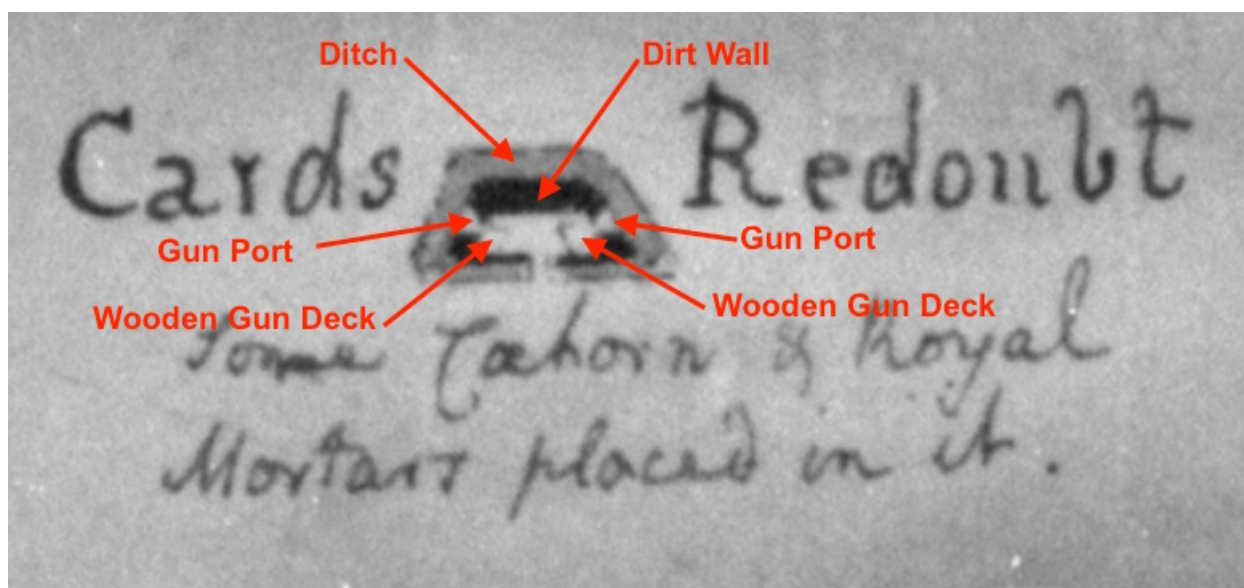 Ditch Dirt Wall
Cards Redoubt
Gun Port Gun Port
Wooden Gun Deck Wooden Gun Deck
Some Cœhorn & Royal
Mortars placed in it.